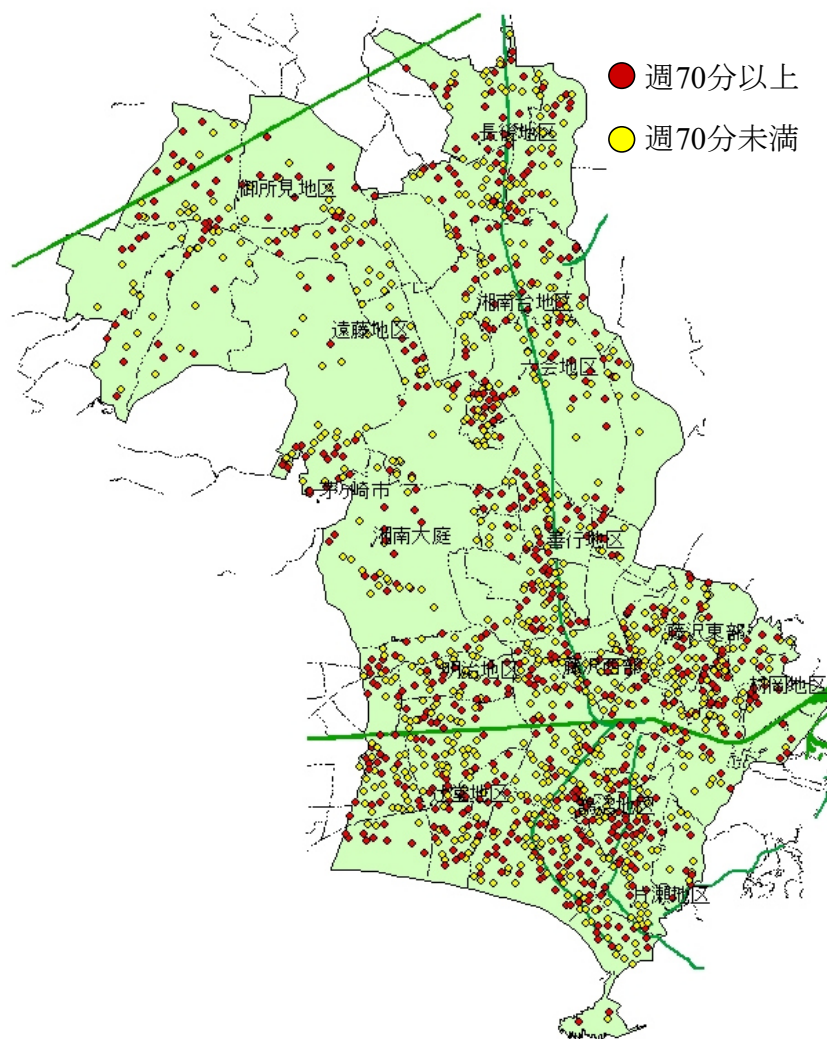 週70分以上
週70分未満
長後地区
御所見地区
湘南台地区
遠藤地区
六会地区
茅ヶ崎市
湘南大庭
善行地区
藤沢東部
明治地区
藤沢西部
村岡地区
辻堂地区
鵠沼地区
片瀬地区